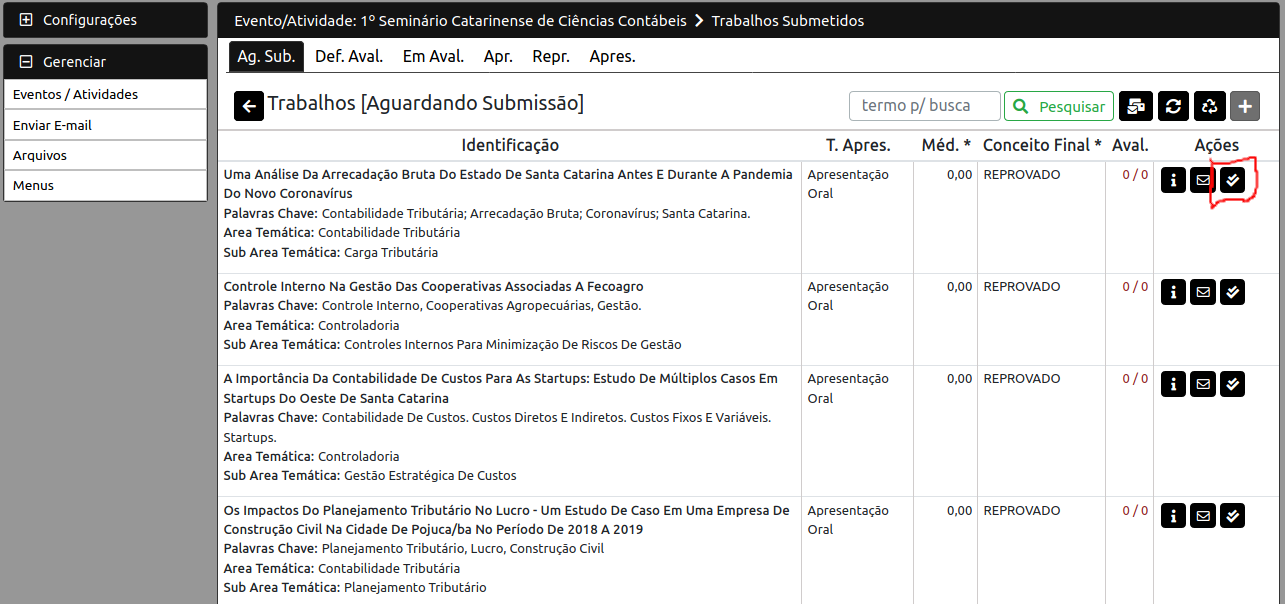 Configurações
Gerenciar
Eventos / Atividades
Enviar E-mail
Arquivos
Menus
Evento/Atividade: 1º Seminário Catarinense de Ciências Contábeis > Trabalhos Submetidos
Ag. Sub. Def. Aval. Em Aval. Apr. Repr. Apres.
Trabalhos [Aguardando Submissão] termo p/ busca Pesquisar
Identificação T. Apres. Méd. * Conceito Final * Aval. Ações
Uma Análise Da Arrecadação Bruta Do Estado De Santa Catarina Antes E Durante A Pandemia
Do Novo Coronavírus
Palavras Chave: Contabilidade Tributária; Arrecadação Bruta; Coronavírus; Santa Catarina.
Area Temática: Contabilidade Tributária
Sub Area Temática: Carga Tributária
Apresentação
Oral
0,00
REPROVADO
0 / 0
Controle Interno Na Gestão Das Cooperativas Associadas A Fecoagro
Palavras Chave: Controle Interno, Cooperativas Agropecuárias, Gestão.
Area Temática: Controladoria
Sub Area Temática: Controles Internos Para Minimização De Riscos De Gestão
Apresentação
Oral
0,00
REPROVADO
0 / 0
A Importância Da Contabilidade De Custos Para As Startups: Estudo De Múltiplos Casos Em
Startups Do Oeste De Santa Catarina
Palavras Chave: Contabilidade De Custos. Custos Diretos E Indiretos. Custos Fixos E Variáveis.
Startups.
Area Temática: Controladoria
Sub Area Temática: Gestão Estratégica De Custos
Apresentação
Oral
0,00
REPROVADO
0 / 0
Os Impactos Do Planejamento Tributário No Lucro - Um Estudo De Caso Em Uma Empresa De
Construção Civil Na Cidade De Pojuca/ba No Período De 2018 A 2019
Palavras Chave: Planejamento Tributário, Lucro, Construção Civil
Area Temática: Contabilidade Tributária
Sub Area Temática: Planejamento Tributário
Apresentação
Oral
0,00
REPROVADO
0 / 0